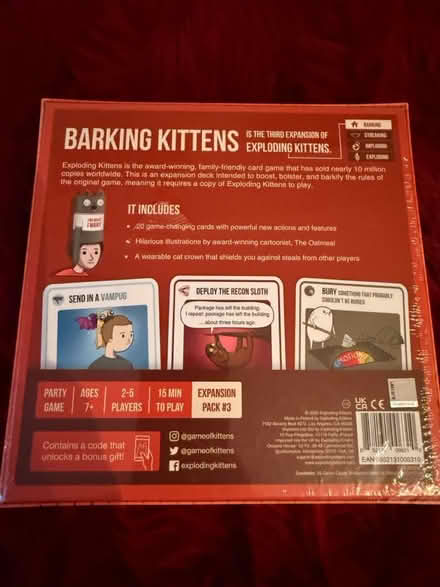 BARKING KITTENS IS THE THIRD EXPANSION OF
EXPLODING KITTENS.
BARKING
STREAKING
IMPLODING
EXPLODING
Exploding Kittens is the award-winning, family-friendly card game that has sold nearly 10 million
copies worldwide. This is an expansion deck intended to boost, bolster, and barkify the rules of
the original game, meaning it requires a copy of Exploding Kittens to play.
IT INCLUDES
20 game-changing cards with powerful new actions and features
Hilarious illustrations by award-winning cartoonist, The Oatmeal
A wearable cat crown that shields you against steals from other players
SEND IN A VAMPUG
DEPLOY THE RECON SLOTH
Package has left the building.
I repeat: package has left the building
... about three hours ago.
BURY SOMETHING THAT PROBABLY
SHOULDN'T BE BURIED
PARTY
GAME
AGES
7+
2-5
PLAYERS
15 MIN
TO PLAY
EXPANSION
PACK #3
Contains a code that
unlocks a bonus gift!
@gameofkittens
@gameofkittens
explodingkittens
© 2020 Exploding Kittens
UK
CA
CE